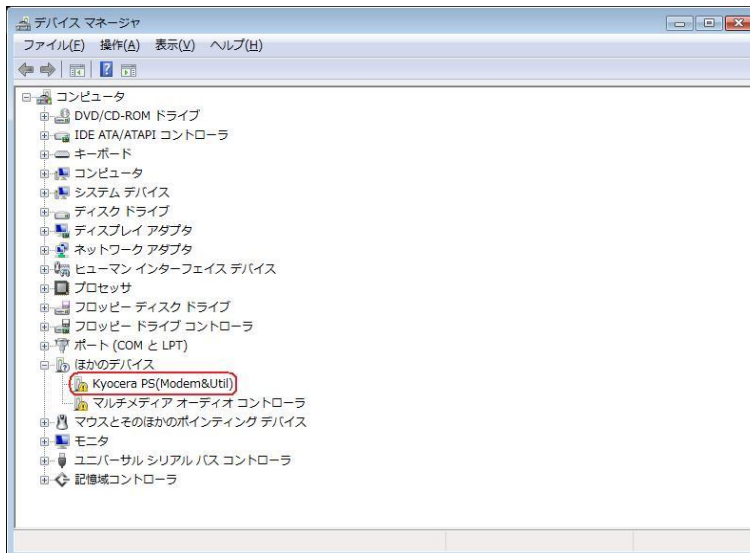 デバイス マネージャ
ファイル(F) 操作(A) 表示(V) ヘルプ(H)
コンピュータ
DVD/CD-ROM ドライブ
IDE ATA/ATAPI コントローラ
キーボード
コンピュータ
システム デバイス
ディスク ドライブ
ディスプレイ アダプタ
ネットワーク アダプタ
ヒューマン インターフェイス デバイス
プロセッサ
フロッピー ディスク ドライブ
フロッピー ドライブ コントローラ
ポート (COM と LPT)
ほかのデバイス
Kyocera PS(Modem&Util)
マルチメディア オーディオ コントローラ
マウスとそのほかのポインティング デバイス
モニタ
ユニバーサル シリアル バス コントローラ
記憶域コントローラ